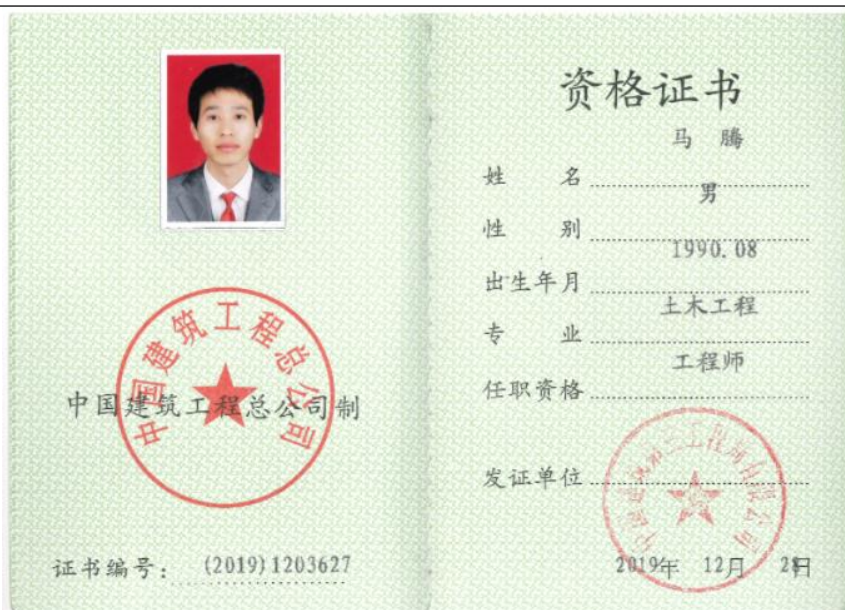 中国建筑工程总公司
中国建筑工程总公司制
证书编号: (2019)1203627
资格证书
姓 名 马 腾
性 别 男
出生年月 1990.08
专 业 土木工程
任职资格 工程师
发证单位
2019年 12月 28日